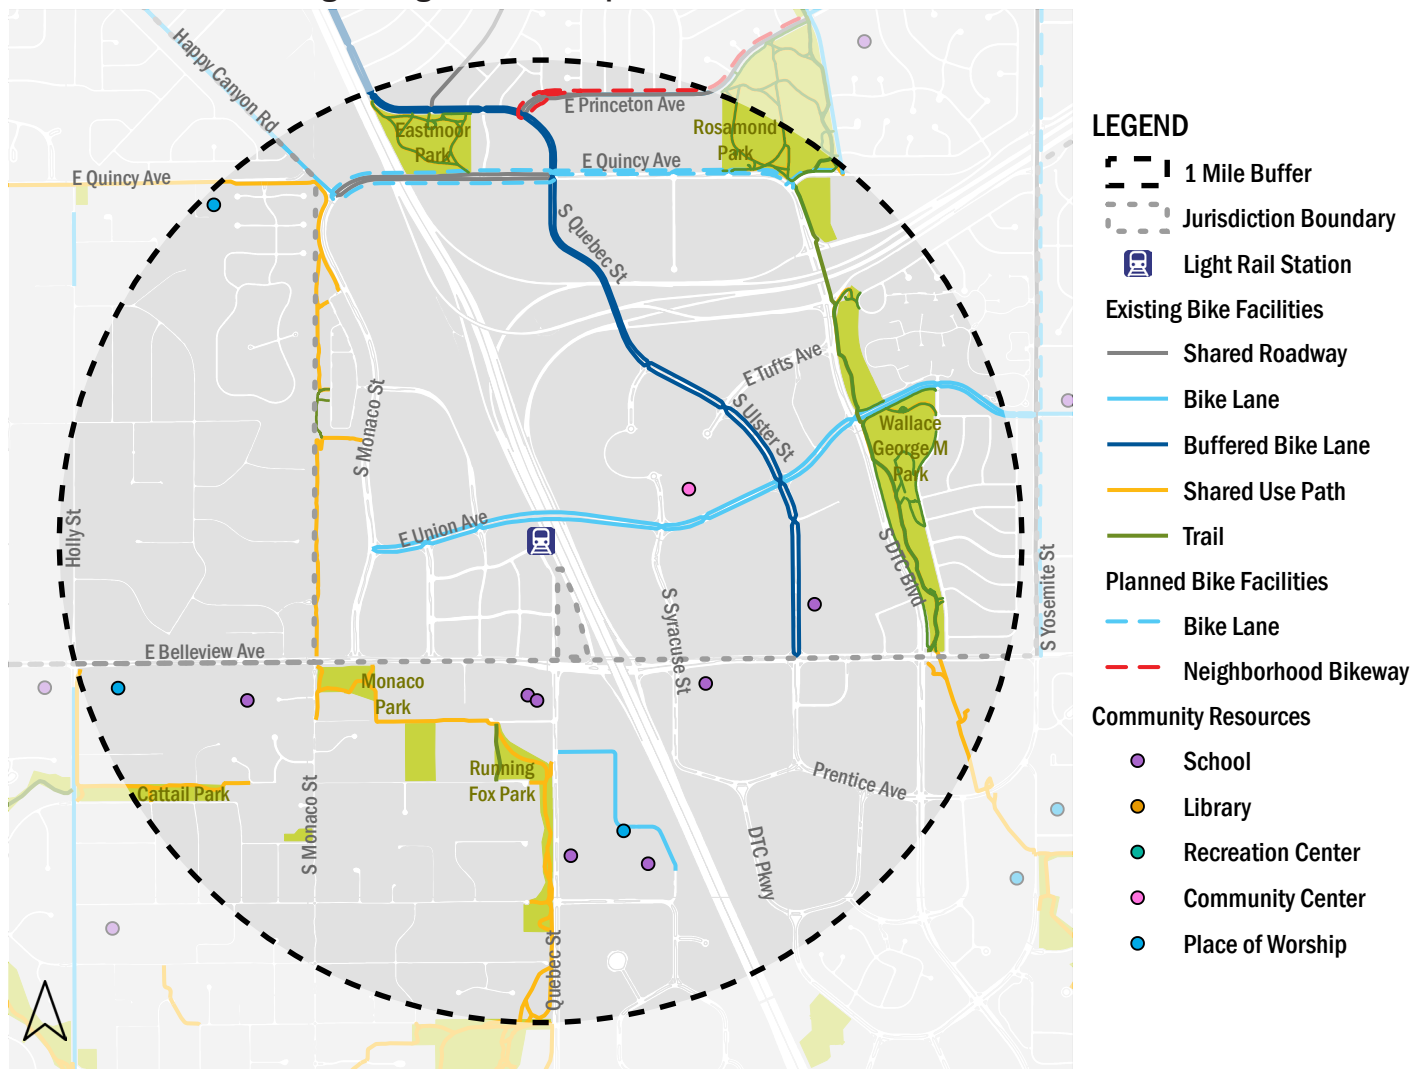 Happy Canyon Rd
E Princeton Ave
Eastmoor
Park
Rosamond
Park
E Quincy Ave
E Quincy Ave
S Quebec St
E Tufts Ave
S Ulster St
S Monaco St
Wallace
George M
Park
E Union Ave
Holly St
S DTC Blvd
S Yosemite St
S Syracuse St
E Belleview Ave
Monaco
Park
Running
Fox Park
Prentice Ave
Cattail Park
S Monaco St
DTC Pkwy
Quebec St
LEGEND
1 Mile Buffer
Jurisdiction Boundary
Light Rail Station
Existing Bike Facilities
Shared Roadway
Bike Lane
Buffered Bike Lane
Shared Use Path
Trail
Planned Bike Facilities
Bike Lane
Neighborhood Bikeway
Community Resources
School
Library
Recreation Center
Community Center
Place of Worship